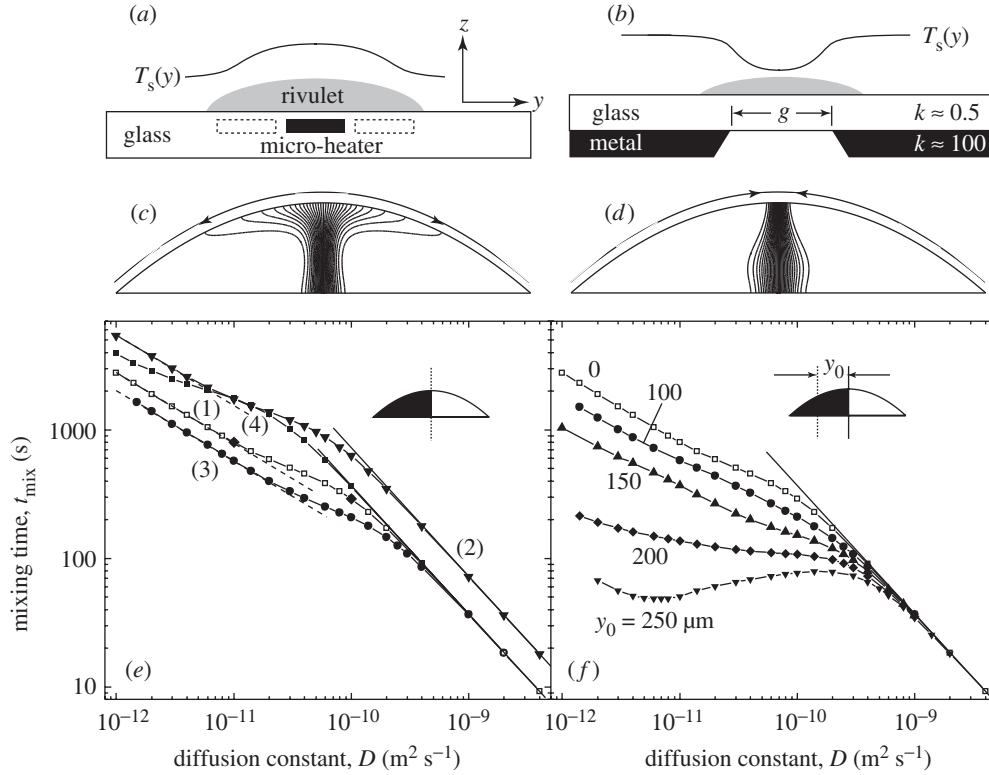 (a)
z
T_s(y)
rivulet
y
glass
micro-heater
(b)
T_s(y)
g
glass
k ≈ 0.5
metal
k ≈ 100
(c)
(d)
mixing time, t_mix (s)
1000
100
10
(1)
(4)
(3)
(2)
(e)
10^−12
10^−11
10^−10
10^−9
diffusion constant, D (m^2 s^−1)
0
100
150
200
y_0 = 250 μm
y_0
(f)
10^−12
10^−11
10^−10
10^−9
diffusion constant, D (m^2 s^−1)